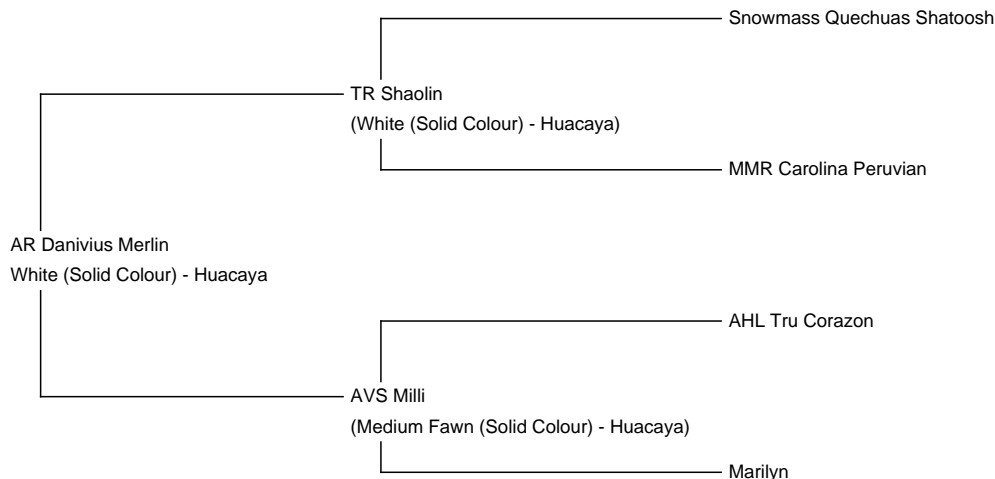 Snowmass Quechuas Shatoosh
TR Shaolin
(White (Solid Colour) - Huacaya)
MMR Carolina Peruvian
AR Danivius Merlin
White (Solid Colour) - Huacaya
AHL Tru Corazon
AVS Milli
(Medium Fawn (Solid Colour) - Huacaya)
Marilyn